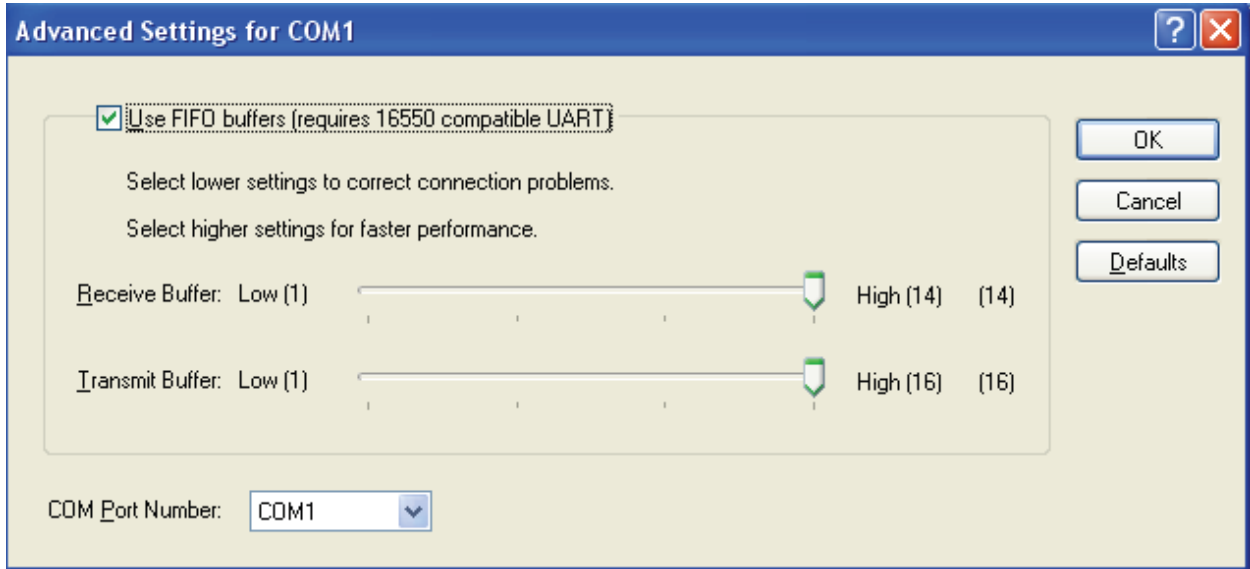 Advanced Settings for COM1
Use FIFO buffers (requires 16550 compatible UART)
OK
Select lower settings to correct connection problems.
Cancel
Select higher settings for faster performance.
Defaults
Receive Buffer: Low (1) High (14) (14)
Transmit Buffer: Low (1) High (16) (16)
COM Port Number: COM1